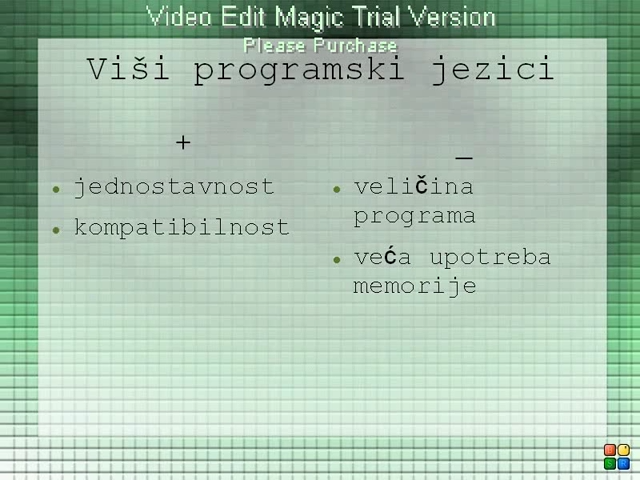 Video Edit Magic Trial Version
Please Purchase
Viši programski jezici
+
_
jednostavnost
kompatibilnost
veličina
programa
veća upotreba
memorije